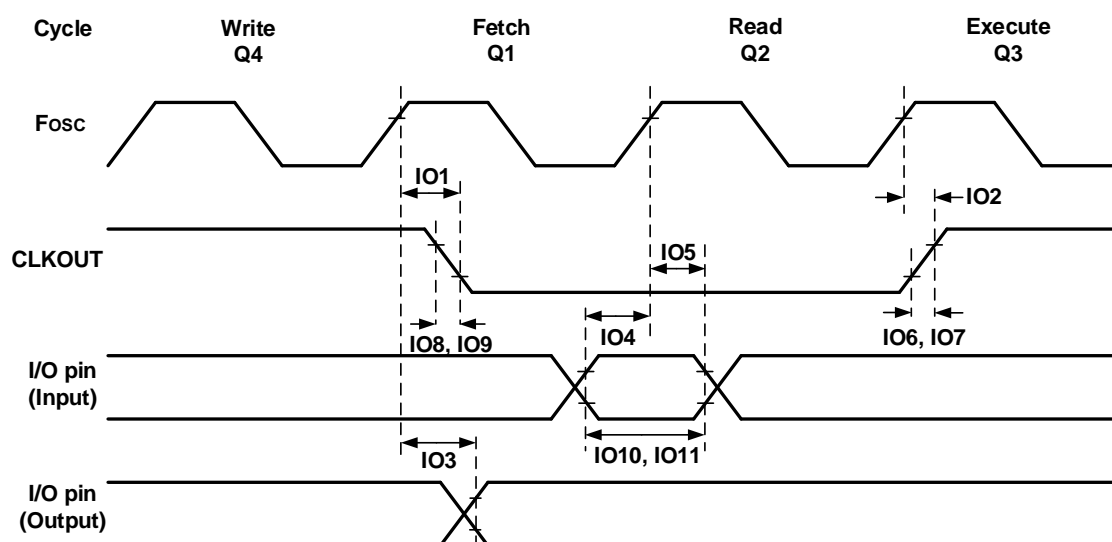 Cycle
Write
Q4
Fetch
Q1
Read
Q2
Execute
Q3
Fosc
IO1
IO2
CLKOUT
IO5
IO8, IO9
IO4
IO6, IO7
I/O pin
(Input)
IO3
IO10, IO11
I/O pin
(Output)